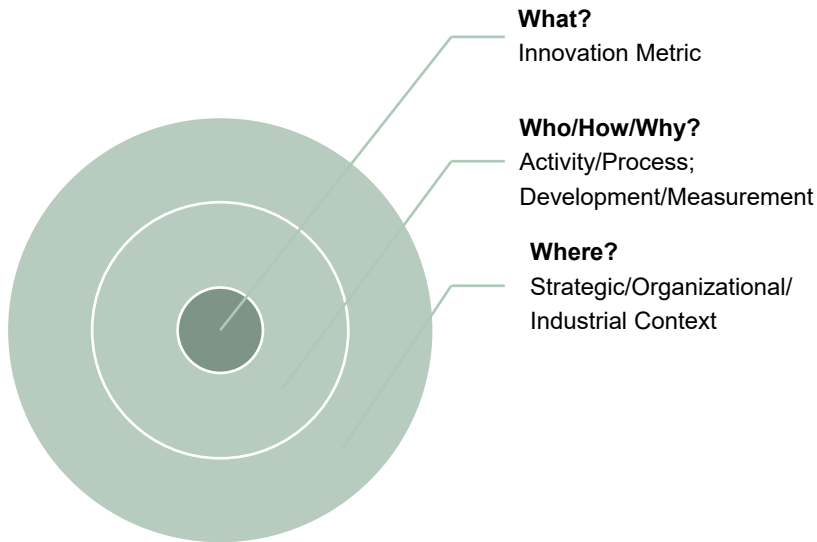 What?
Innovation Metric
Who/How/Why?
Activity/Process;
Development/Measurement
Where?
Strategic/Organizational/
Industrial Context